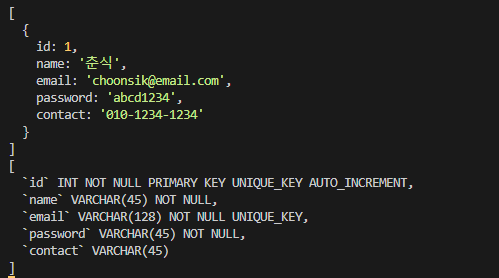 [
  {
    id: 1,
    name: '춘식',
    email: 'choonsik@email.com',
    password: 'abcd1234',
    contact: '010-1234-1234'
  }
]
[
  `id` INT NOT NULL PRIMARY KEY UNIQUE_KEY AUTO_INCREMENT,
  `name` VARCHAR(45) NOT NULL,
  `email` VARCHAR(128) NOT NULL UNIQUE_KEY,
  `password` VARCHAR(45) NOT NULL,
  `contact` VARCHAR(45)
]